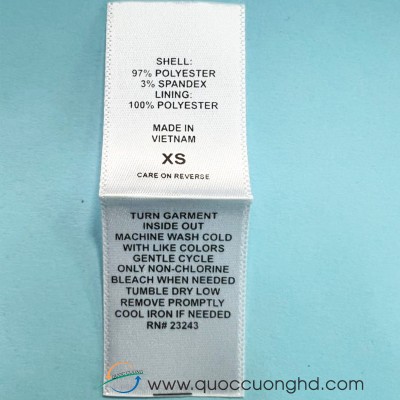 SHELL:
97% POLYESTER
3% SPANDEX
LINING:
100% POLYESTER
MADE IN
VIETNAM
XS
CARE ON REVERSE
TURN GARMENT
INSIDE OUT
MACHINE WASH COLD
WITH LIKE COLORS
GENTLE CYCLE
ONLY NON-CHLORINE
BLEACH WHEN NEEDED
TUMBLE DRY LOW
REMOVE PROMPTLY
COOL IRON IF NEEDED
RN# 23243
www.quoccuonghd.com